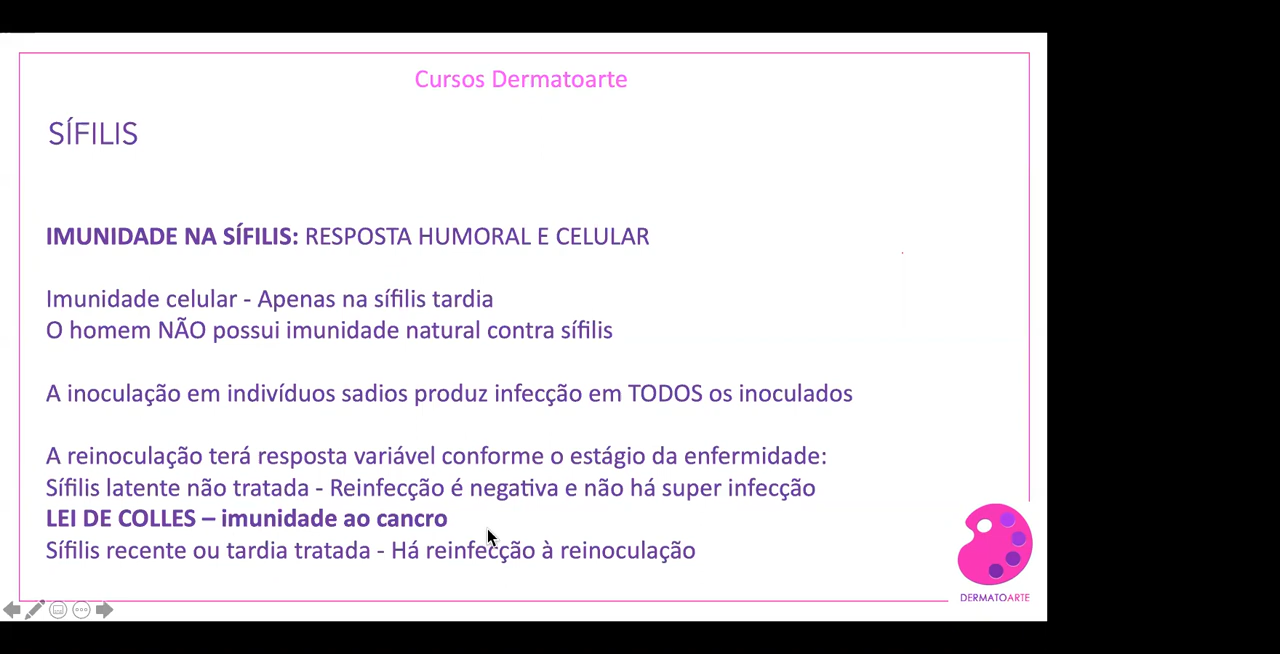 Cursos Dermatoarte
SÍFILIS
IMUNIDADE NA SÍFILIS: RESPOSTA HUMORAL E CELULAR
Imunidade celular - Apenas na sífilis tardia
O homem NÃO possui imunidade natural contra sífilis
A inoculação em indivíduos sadios produz infecção em TODOS os inoculados
A reinoculação terá resposta variável conforme o estágio da enfermidade:
Sífilis latente não tratada - Reinfecção é negativa e não há super infecção
LEI DE COLLES – imunidade ao cancro
Sífilis recente ou tardia tratada - Há reinfecção à reinoculação
DERMATOARTE